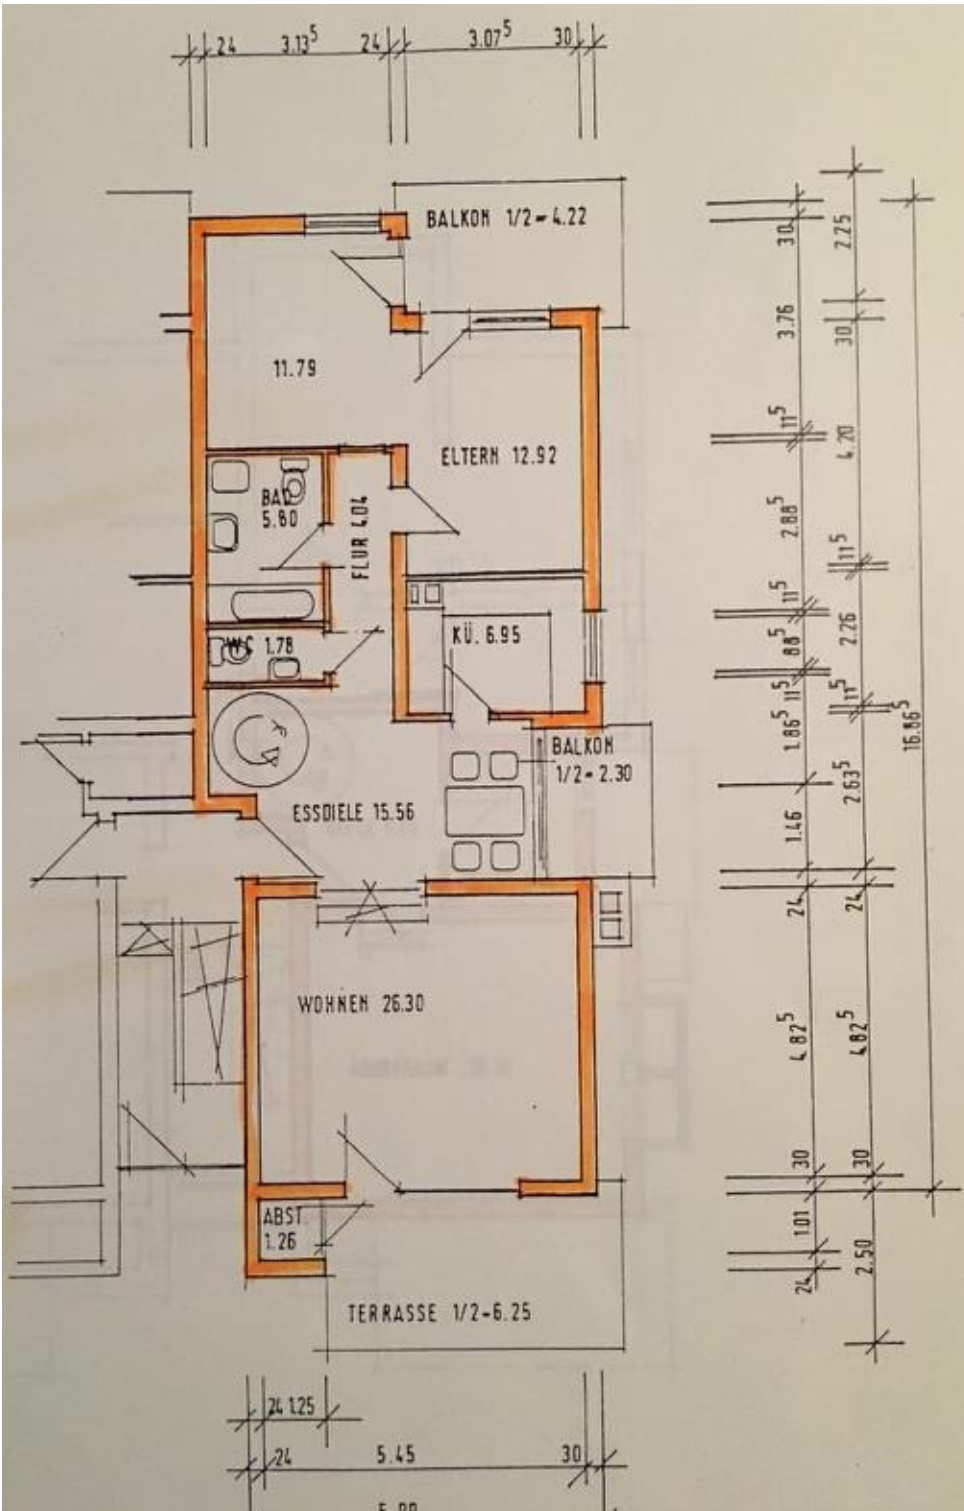 24 3.13⁵ 24 3.07⁵ 30
BALKON 1/2 = 4.22
11.79
ELTERN 12.92
BAD
5.80
FLUR 4.04
WC 1.78
KÜ. 6.95
BALKON
1/2 = 2.30
ESSDIELE 15.56
WOHNEN 26.30
ABST.
1.26
TERRASSE 1/2 = 6.25
30
3.76
11⁵
2.88⁵
11⁵
88⁵
11⁵
1.86⁵
1.46
24
4.82⁵
30
1.01
24
2.25
30
4.20
11⁵
2.26
11⁵
2.63⁵
24
4.82⁵
30
2.50
16.86⁵
24 1.25
24 5.45 30